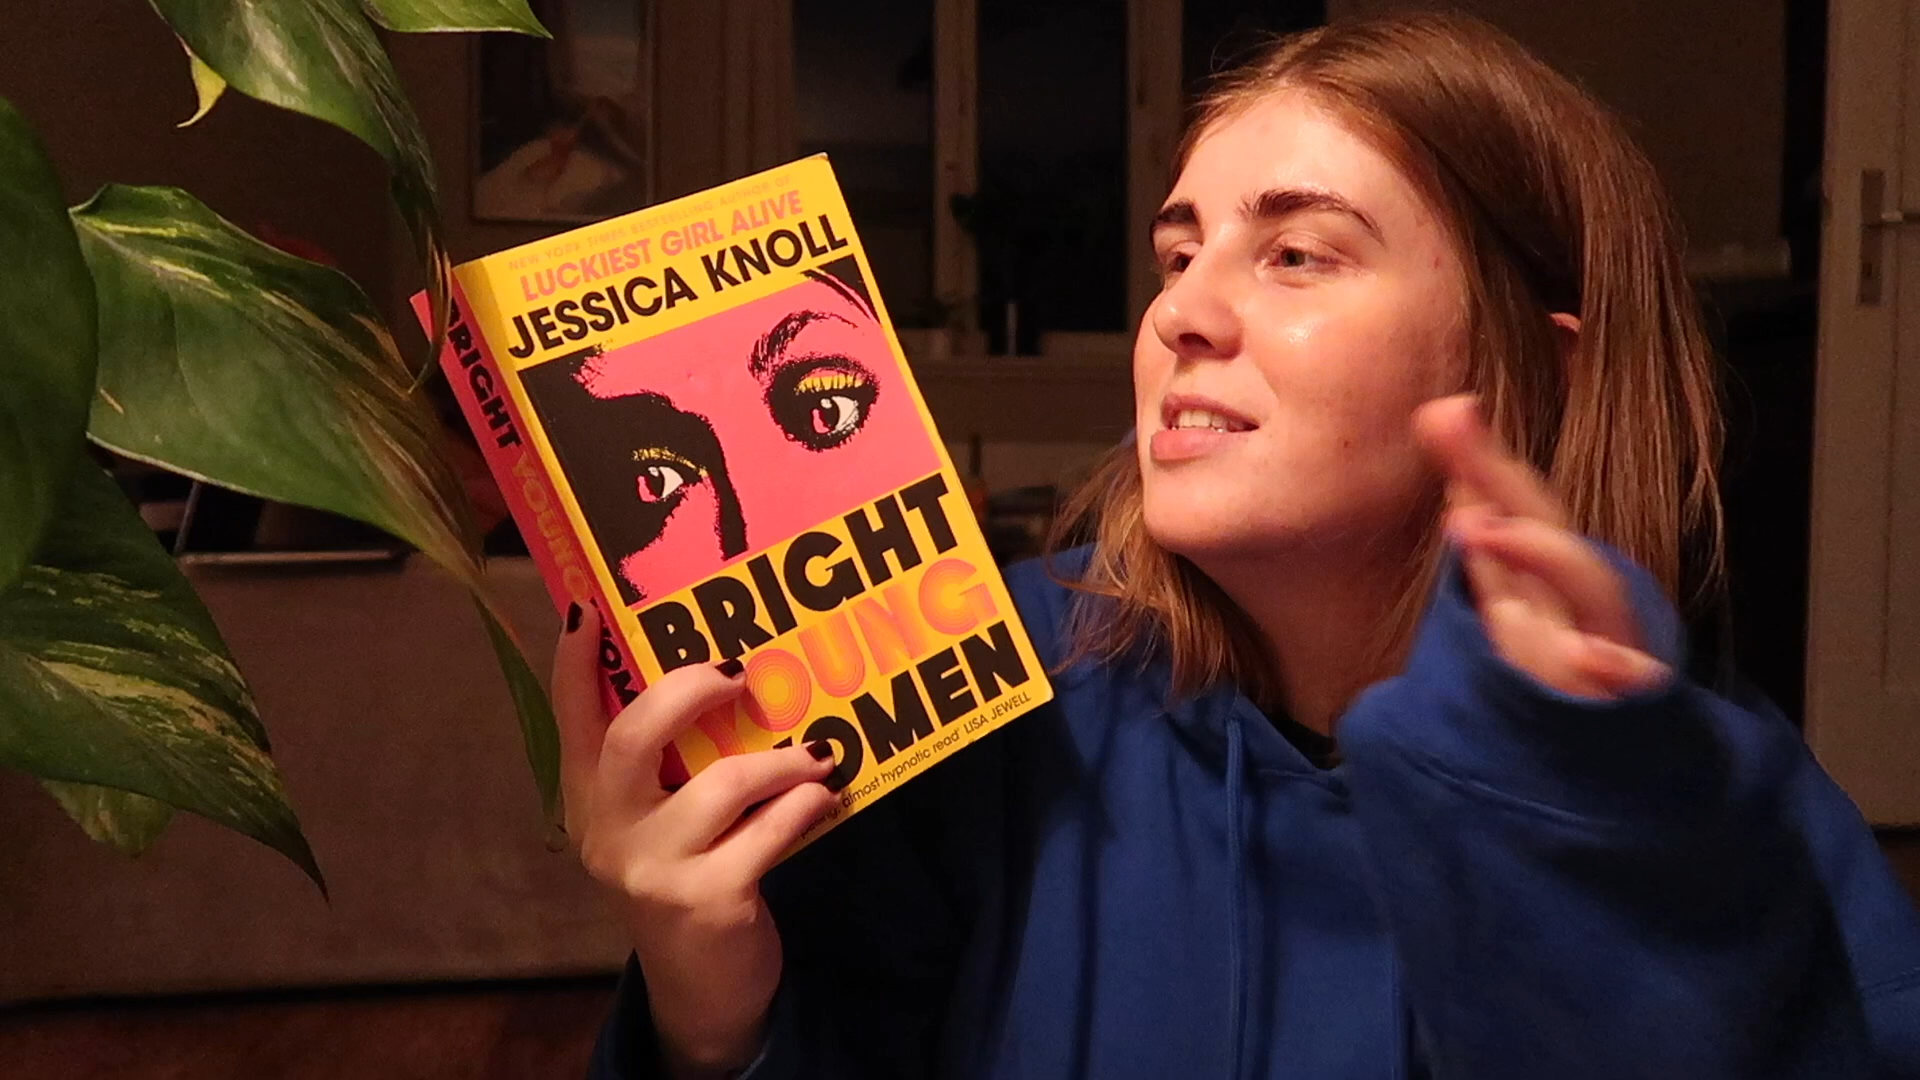 NEW YORK TIMES BESTSELLING AUTHOR OF
LUCKIEST GIRL ALIVE
JESSICA KNOLL
BRIGHT
YOUNG
OMEN
almost hypnotic read' LISA JEWELL
BRIGHT YOUNG OM